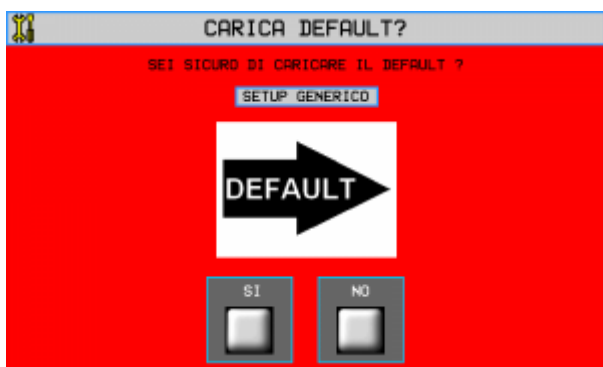 CARICA DEFAULT?
SEI SICURO DI CARICARE IL DEFAULT ?
SETUP GENERICO
DEFAULT
SI NO